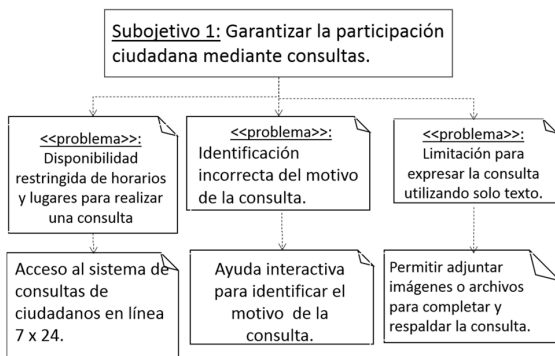 Subojetivo 1: Garantizar la participación
ciudadana mediante consultas.
<<problema>>:
Disponibilidad
restringida de horarios
y lugares para realizar
una consulta
<<problema>>:
Identificación
incorrecta del motivo
de la consulta.
<<problema>>:
Limitación para
expresar la consulta
utilizando solo texto.
Acceso al sistema de
consultas de
ciudadanos en línea
7 x 24.
Ayuda interactiva
para identificar el
motivo de la
consulta.
Permitir adjuntar
imágenes o archivos
para completar y
respaldar la consulta.